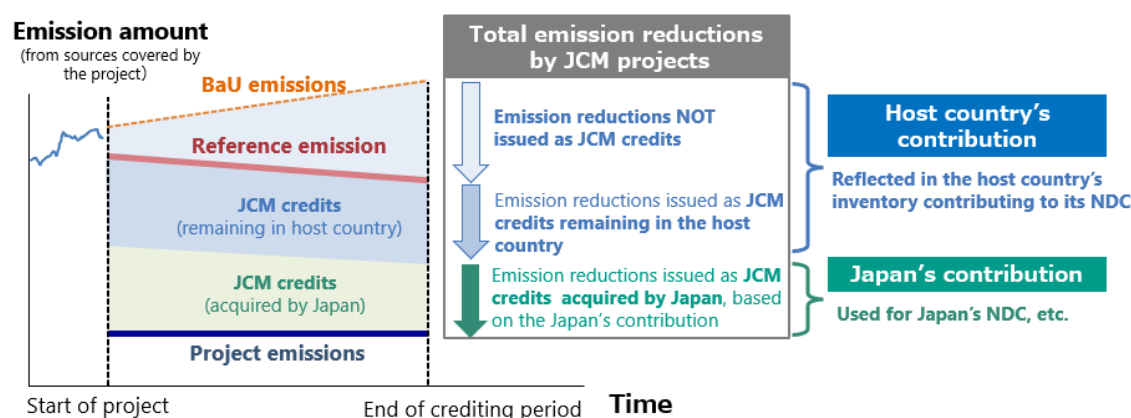 Emission amount
(from sources covered by
the project)
BaU emissions
Reference emission
JCM credits
(remaining in host country)
JCM credits
(acquired by Japan)
Project emissions
Start of project
End of crediting period
Time
Total emission reductions
by JCM projects
Emission reductions NOT
issued as JCM credits
Emission reductions issued as JCM
credits remaining in the host
country
Emission reductions issued as JCM
credits acquired by Japan, based
on the Japan's contribution
Host country's
contribution
Reflected in the host country's
inventory contributing to its NDC
Japan's contribution
Used for Japan's NDC, etc.